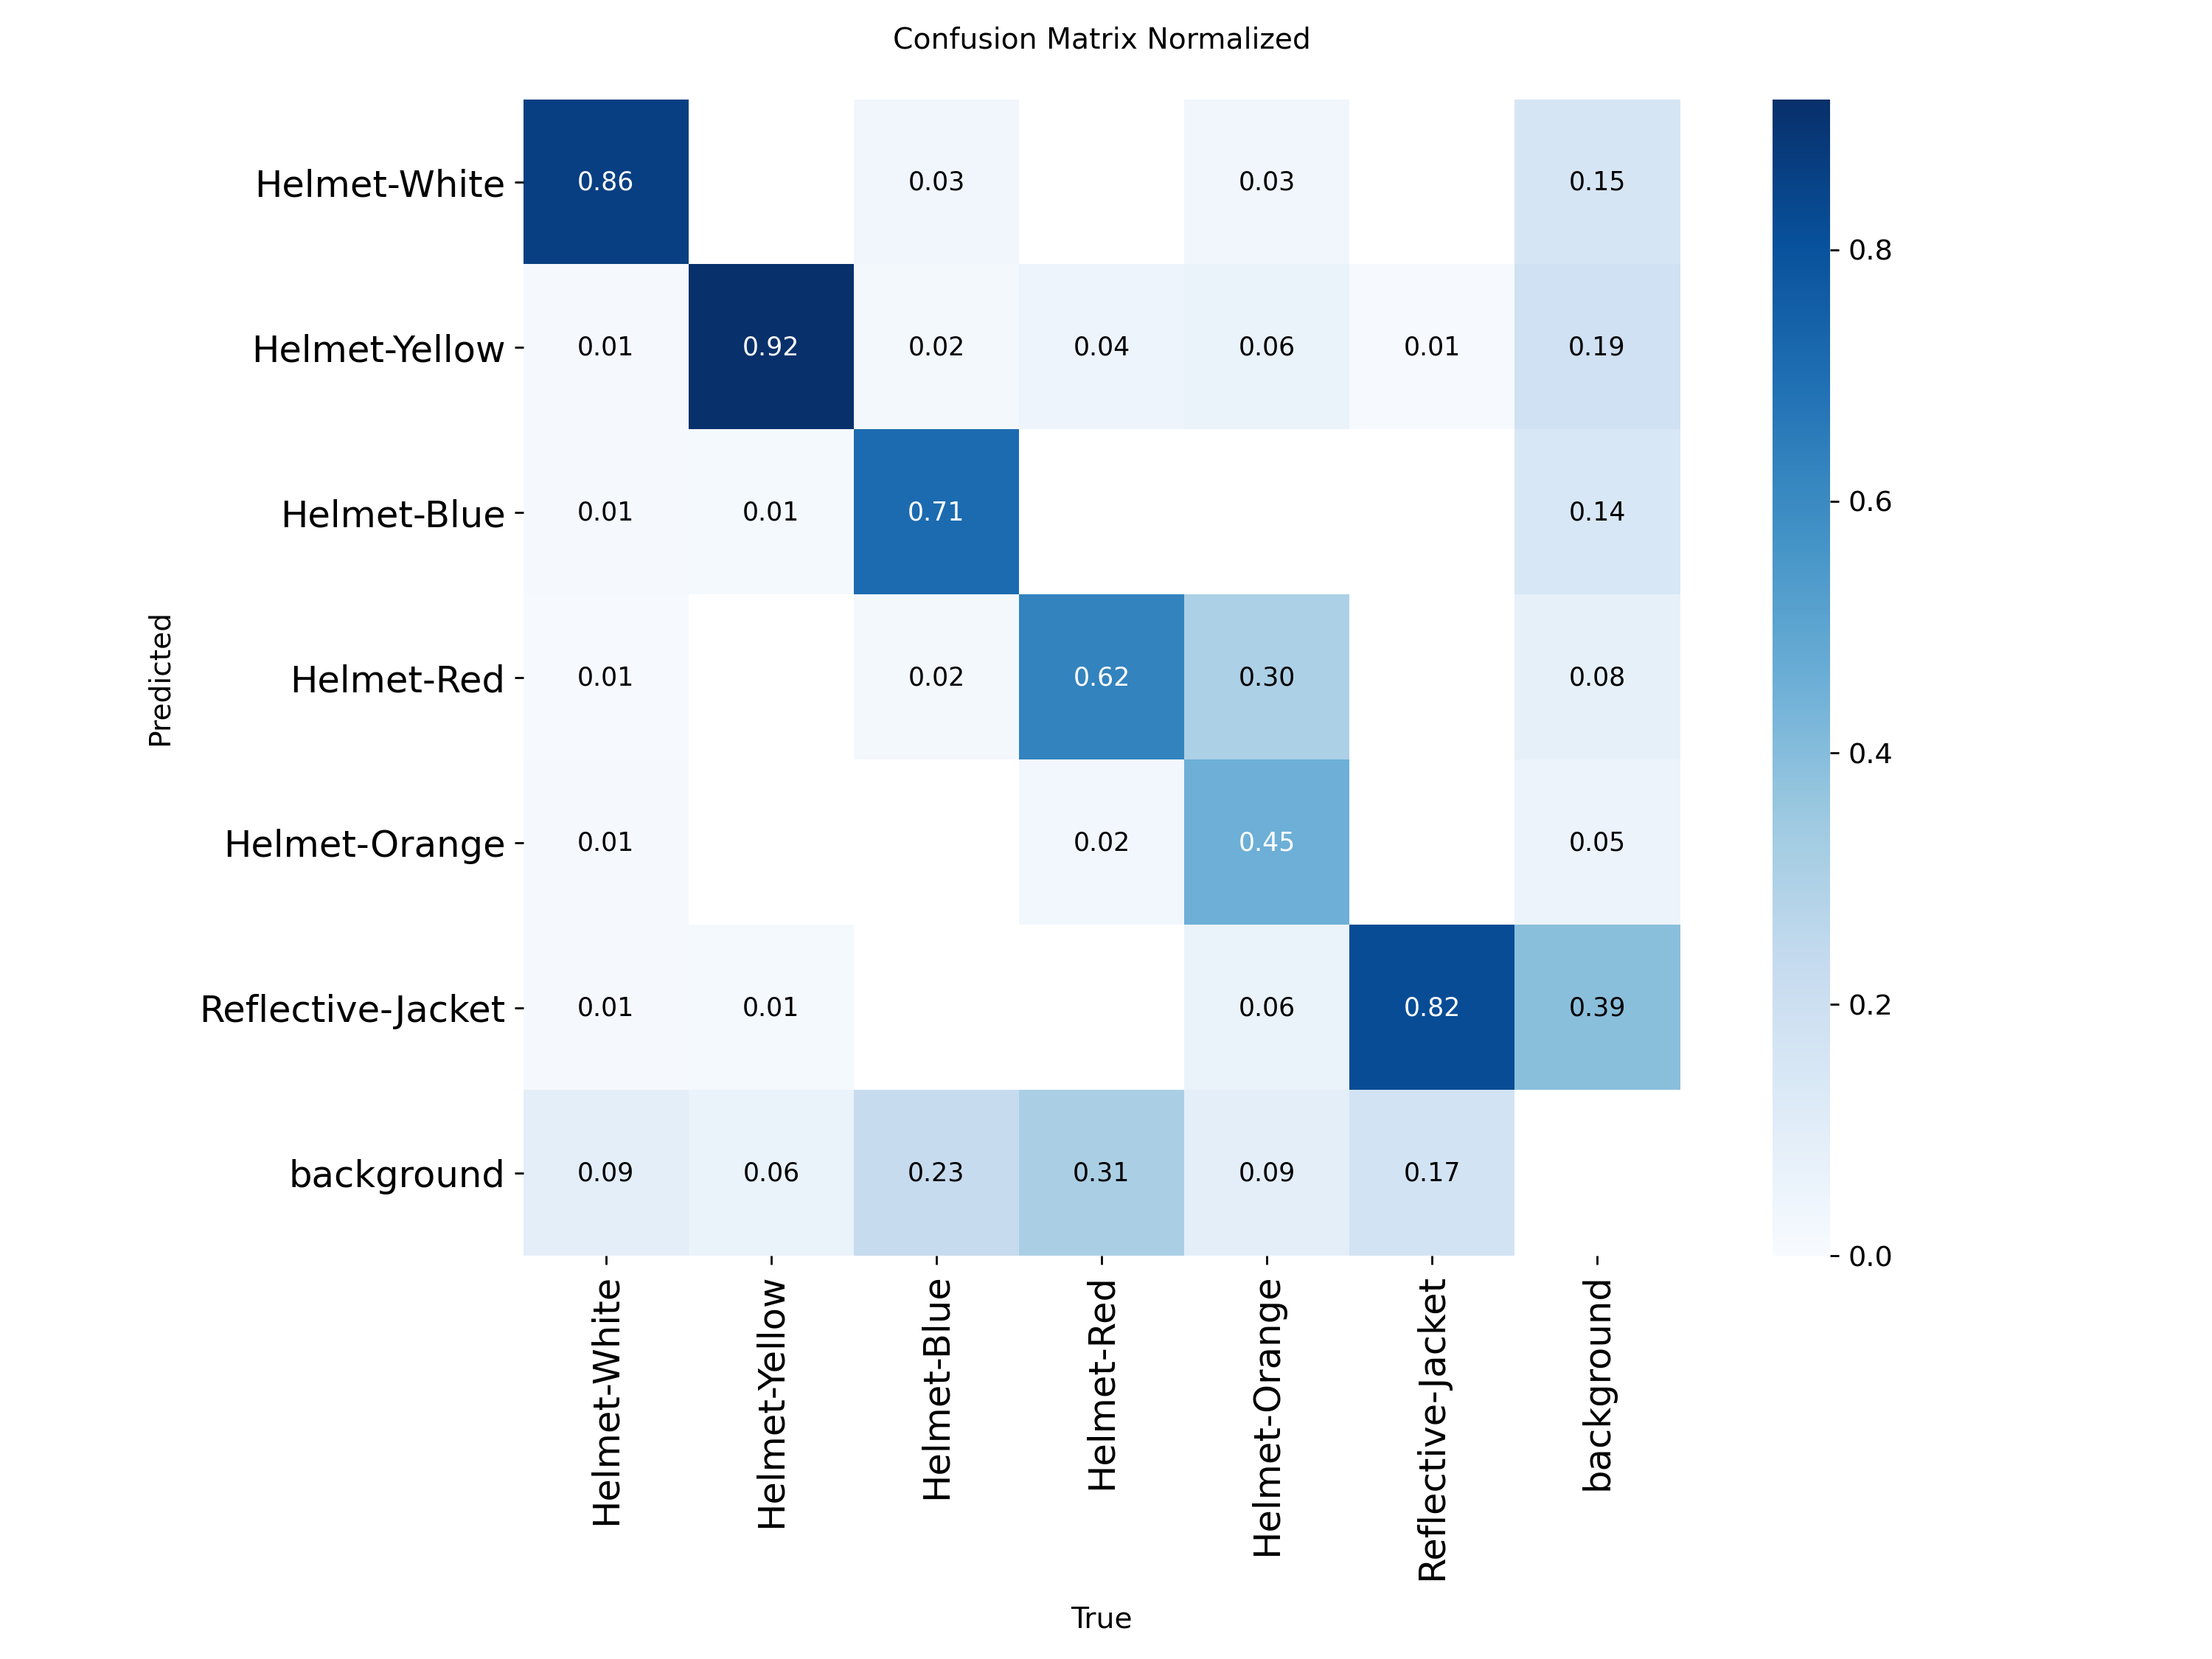 Confusion Matrix Normalized
Helmet-White 0.86 0.03 0.03 0.15
Helmet-Yellow 0.01 0.92 0.02 0.04 0.06 0.01 0.19
Helmet-Blue 0.01 0.01 0.71 0.14
Helmet-Red 0.01 0.02 0.62 0.30 0.08
Helmet-Orange 0.01 0.02 0.45 0.05
Reflective-Jacket 0.01 0.01 0.06 0.82 0.39
background 0.09 0.06 0.23 0.31 0.09 0.17
Predicted
Helmet-White
Helmet-Yellow
Helmet-Blue
Helmet-Red
Helmet-Orange
Reflective-Jacket
background
True
0.8
0.6
0.4
0.2
0.0